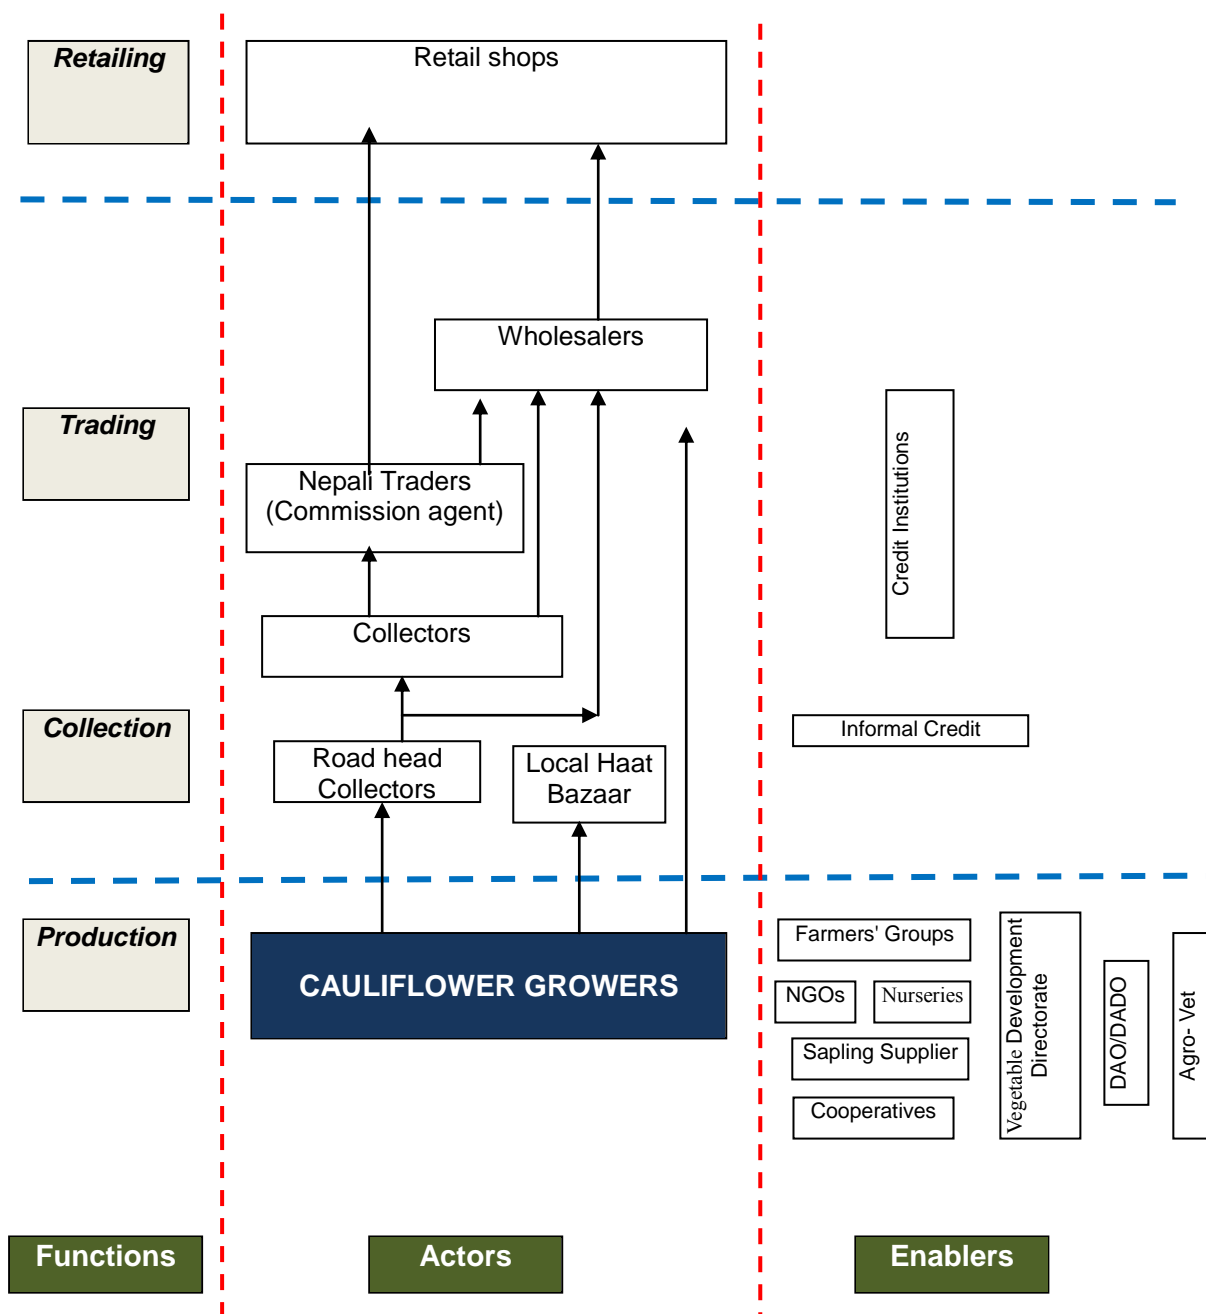 Retailing
Retail shops
Wholesalers
Trading
Nepali Traders
(Commission agent)
Credit Institutions
Collectors
Collection
Informal Credit
Road head
Collectors
Local Haat
Bazaar
Production
CAULIFLOWER GROWERS
Farmers' Groups
NGOs
Nurseries
Sapling Supplier
Cooperatives
Vegetable Development
Directorate
DAO/DADO
Agro- Vet
Functions
Actors
Enablers